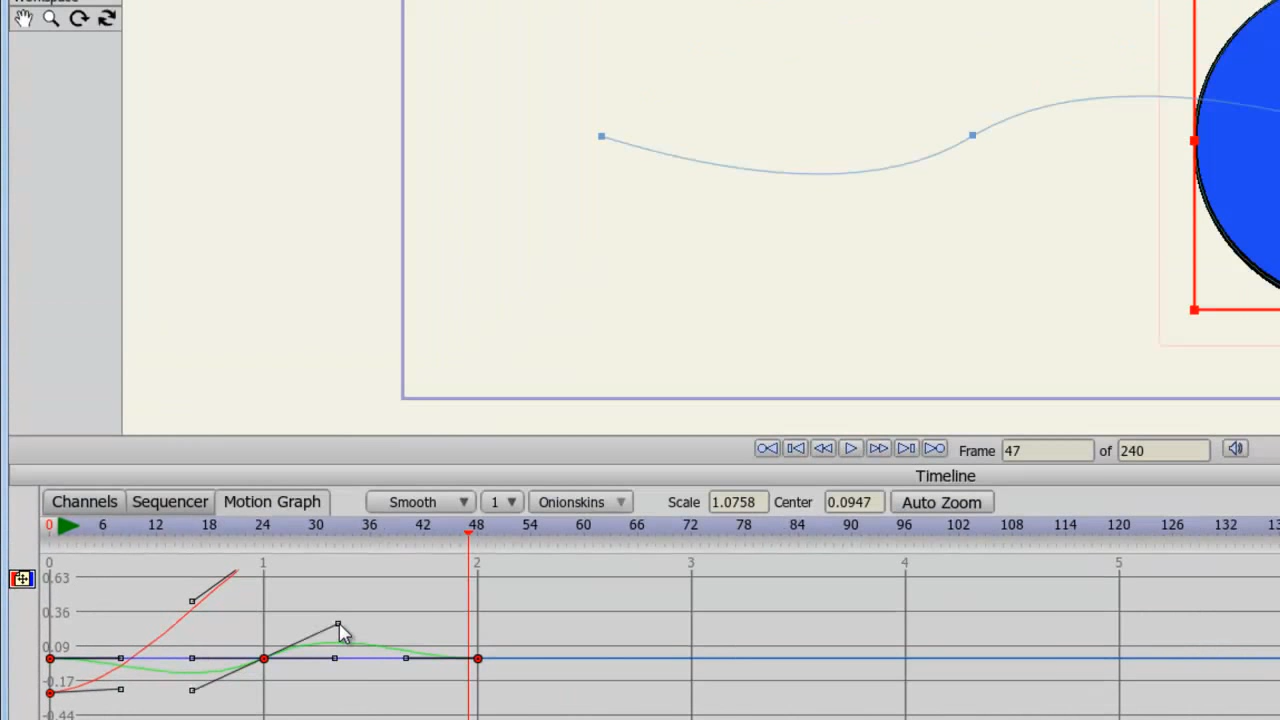 Workspace
Frame 47 of 240
Timeline
Channels Sequencer Motion Graph Smooth 1 Onionskins Scale 1.0758 Center 0.0947 Auto Zoom
0 6 12 18 24 30 36 42 48 54 60 66 72 78 84 90 96 102 108 114 120 126 132
0 1 2 3 4 5
0.63
0.36
0.09
-0.17
-0.44